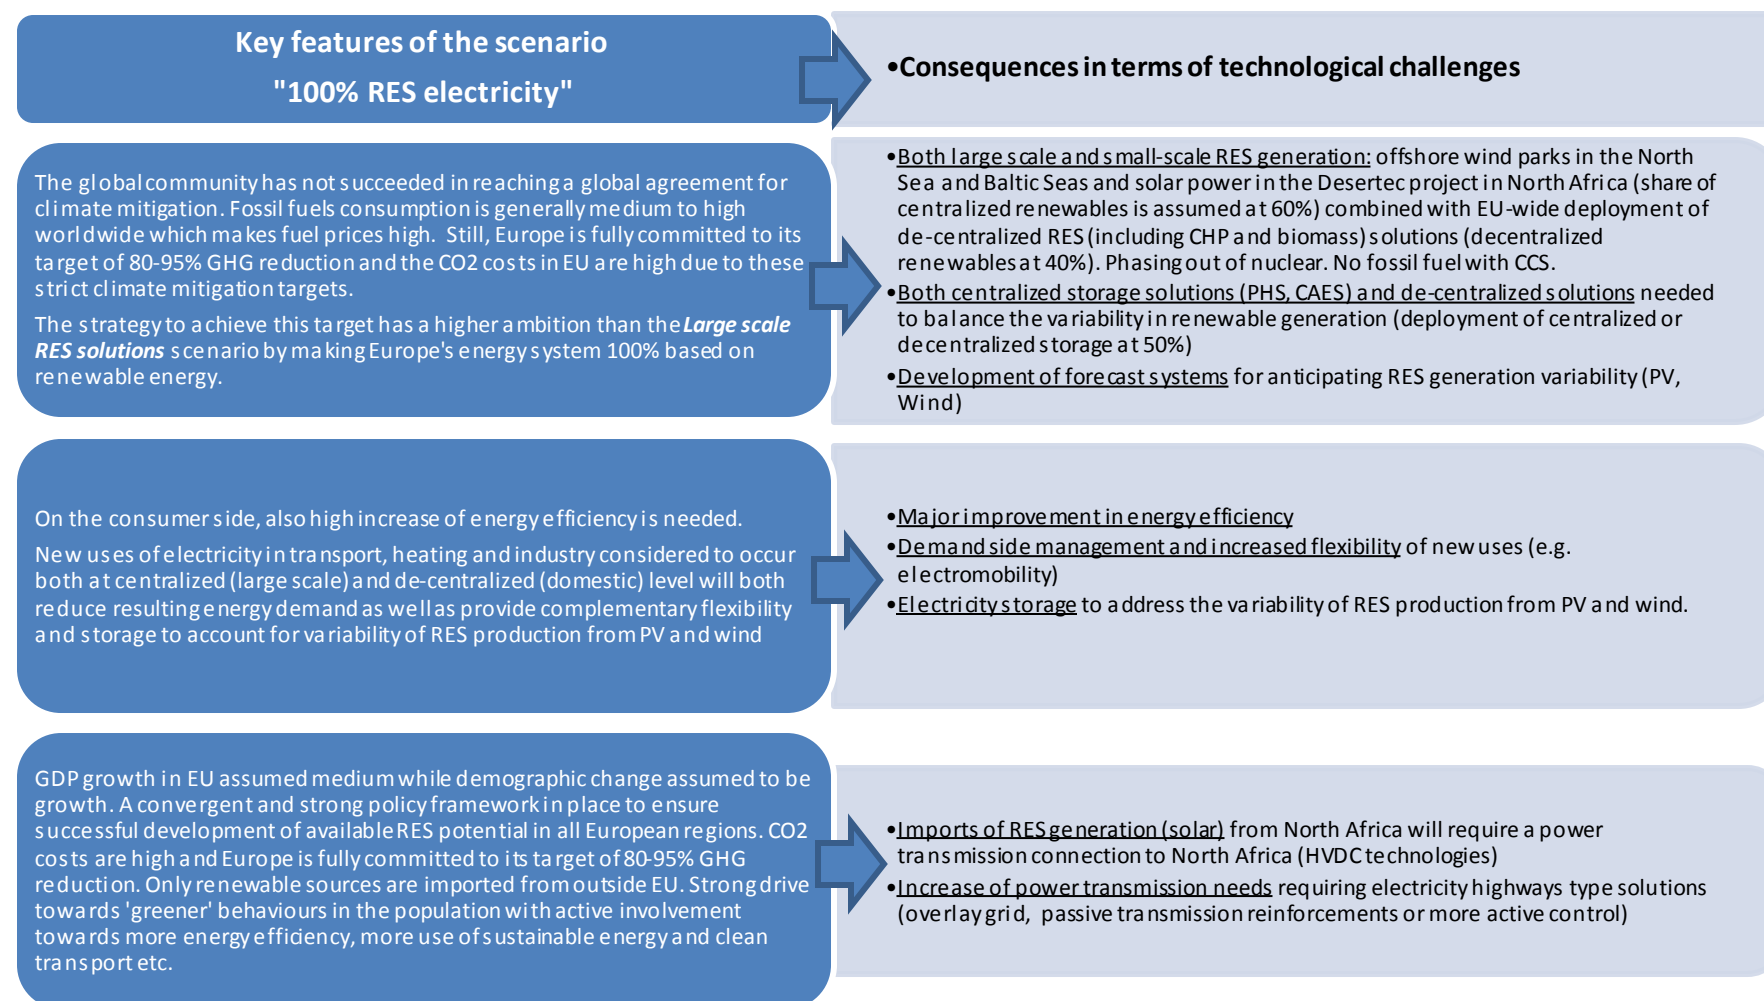 Key features of the scenario
"100% RES electricity"
•Consequences in terms of technological challenges
The global community has not succeeded in reaching a global agreement for
climate mitigation. Fossil fuels consumption is generally medium to high
worldwide which makes fuel prices high. Still, Europe is fully committed to its
target of 80-95% GHG reduction and the CO2 costs in EU are high due to these
strict climate mitigation targets.
The strategy to achieve this target has a higher ambition than the Large scale
RES solutions scenario by making Europe's energy system 100% based on
renewable energy.
•Both large scale and small-scale RES generation: offshore wind parks in the North
Sea and Baltic Seas and solar power in the Desertec project in North Africa (share of
centralized renewables is assumed at 60%) combined with EU-wide deployment of
de-centralized RES (including CHP and biomass) solutions (decentralized
renewables at 40%). Phasing out of nuclear. No fossil fuel with CCS.
•Both centralized storage solutions (PHS, CAES) and de-centralized solutions needed
to balance the variability in renewable generation (deployment of centralized or
decentralized storage at 50%)
•Development of forecast systems for anticipating RES generation variability (PV,
Wind)
On the consumer side, also high increase of energy efficiency is needed.
New uses of electricity in transport, heating and industry considered to occur
both at centralized (large scale) and de-centralized (domestic) level will both
reduce resulting energy demand as well as provide complementary flexibility
and storage to account for variability of RES production from PV and wind
•Major improvement in energy efficiency
•Demand side management and increased flexibility of new uses (e.g.
electromobility)
•Electricity storage to address the variability of RES production from PV and wind.
GDP growth in EU assumed medium while demographic change assumed to be
growth. A convergent and strong policy framework in place to ensure
successful development of available RES potential in all European regions. CO2
costs are high and Europe is fully committed to its target of 80-95% GHG
reduction. Only renewable sources are imported from outside EU. Strong drive
towards 'greener' behaviours in the population with active involvement
towards more energy efficiency, more use of sustainable energy and clean
transport etc.
•Imports of RES generation (solar) from North Africa will require a power
transmission connection to North Africa (HVDC technologies)
•Increase of power transmission needs requiring electricity highways type solutions
(overlay grid, passive transmission reinforcements or more active control)